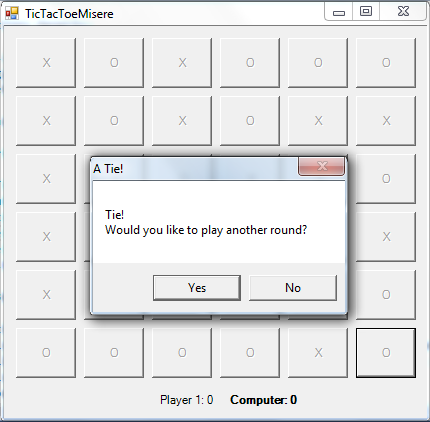 TicTacToeMisere
X O X O O O
X O X O X X
A Tie!
X
X O
Tie!
Would you like to play another round?
X X
Yes No
X O
O O O O X O
Player 1: 0 Computer: 0